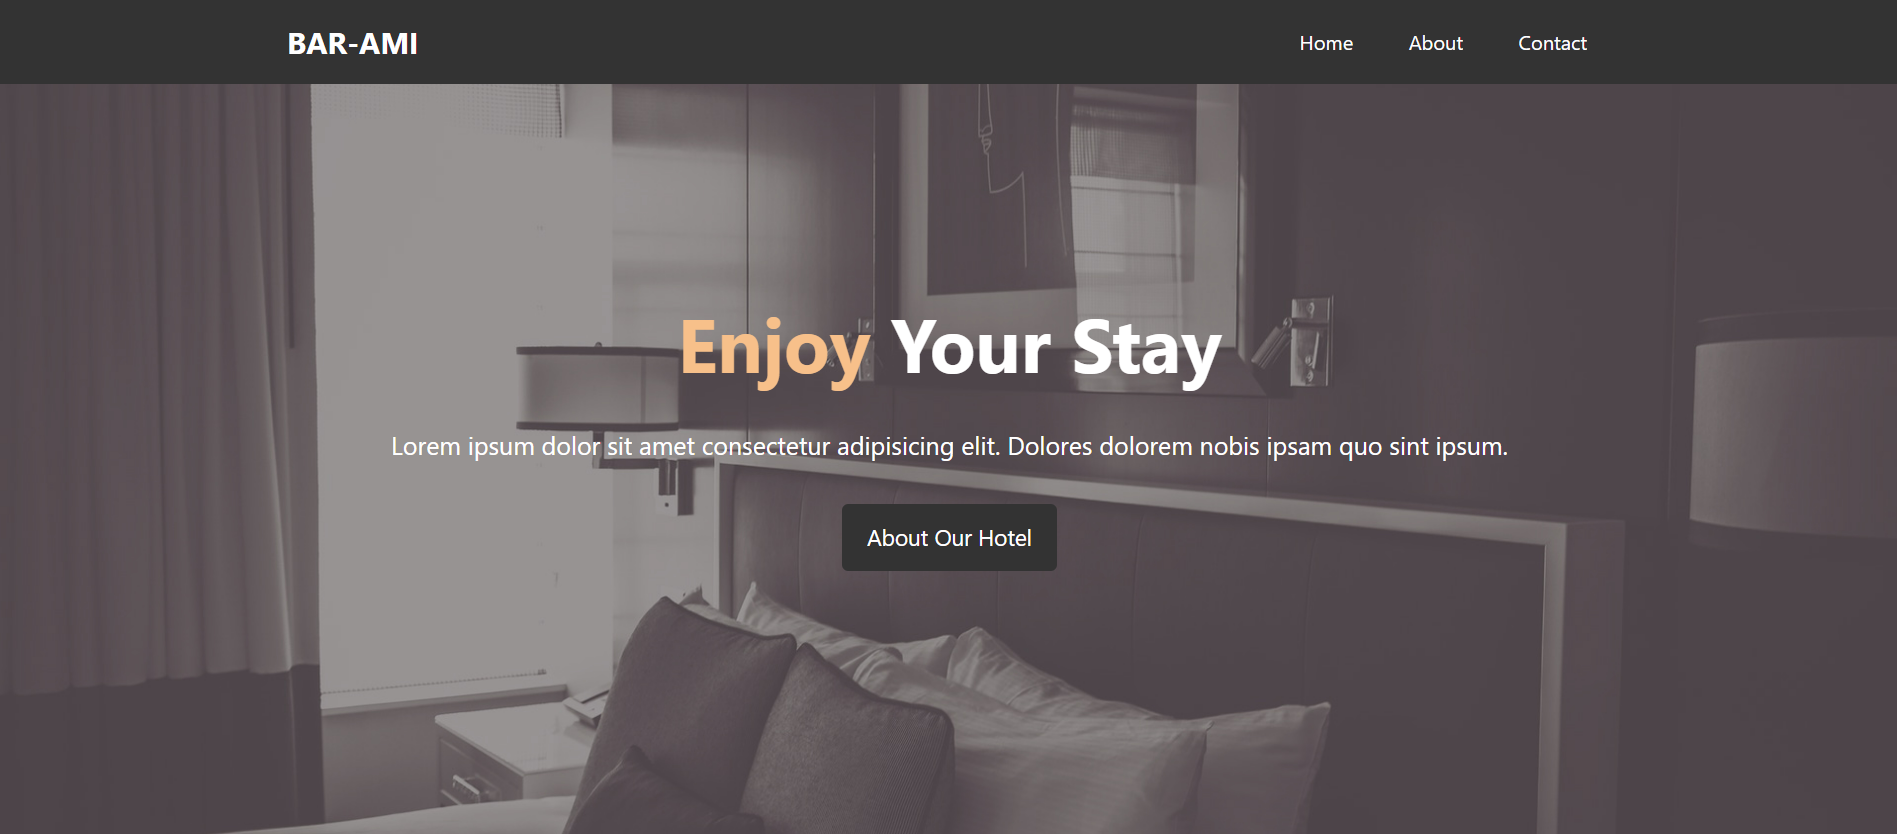 BAR-AMI
Home About Contact
Enjoy Your Stay
Lorem ipsum dolor sit amet consectetur adipisicing elit. Dolores dolorem nobis ipsam quo sint ipsum.
About Our Hotel